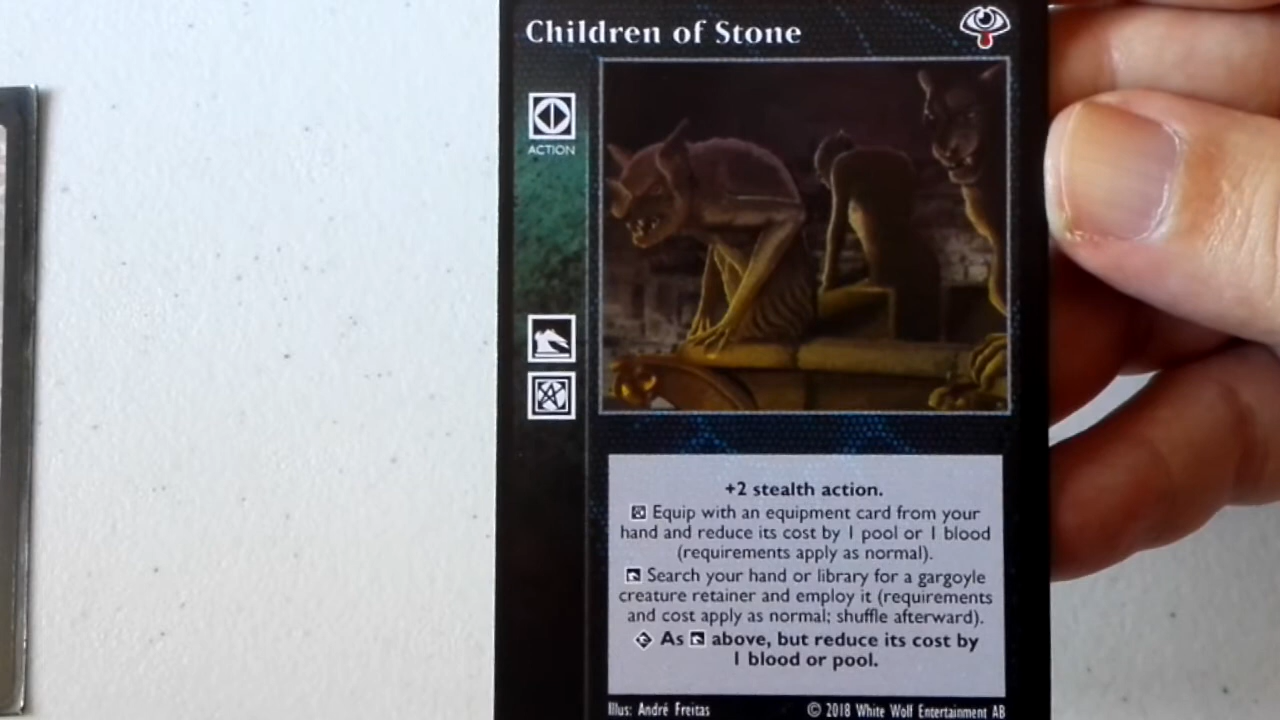 Children of Stone
ACTION
+2 stealth action.
Equip with an equipment card from your
hand and reduce its cost by 1 pool or 1 blood
(requirements apply as normal).
Search your hand or library for a gargoyle
creature retainer and employ it (requirements
and cost apply as normal; shuffle afterward).
As above, but reduce its cost by
1 blood or pool.
Illus: André Freitas
© 2018 White Wolf Entertainment AB